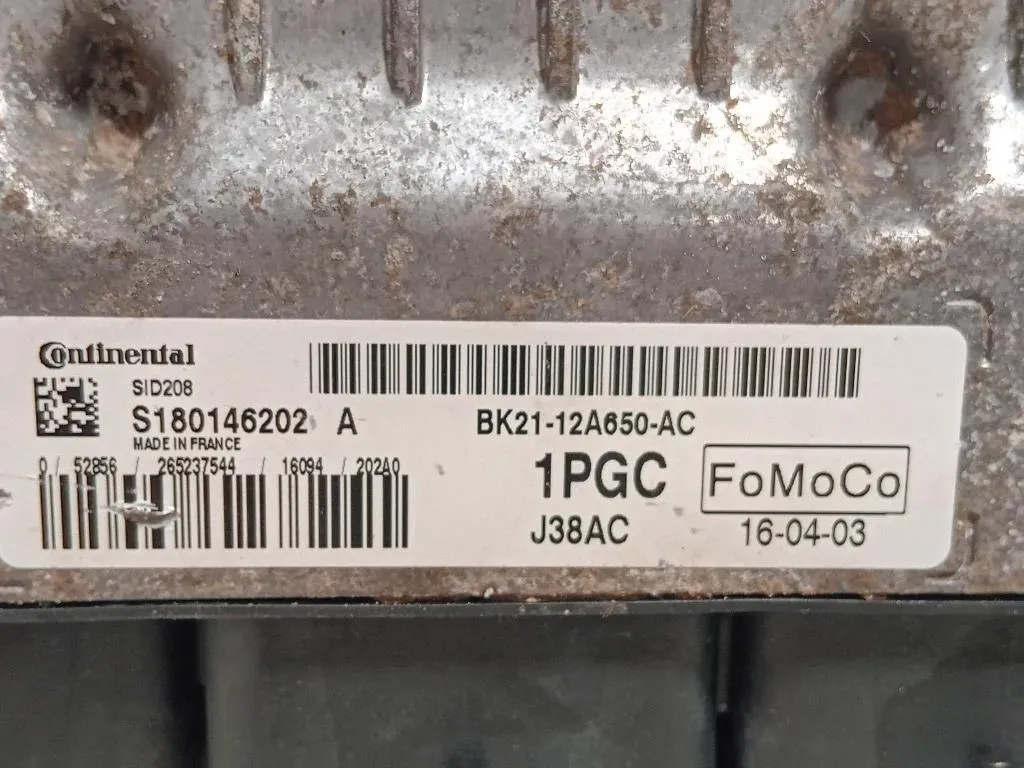 Continental
SID208
S180146202 A
BK21-12A650-AC
MADE IN FRANCE
0 / 52856 / 265237544 / 16094 / 202A0
1PGC
FoMoCo
J38AC
16-04-03